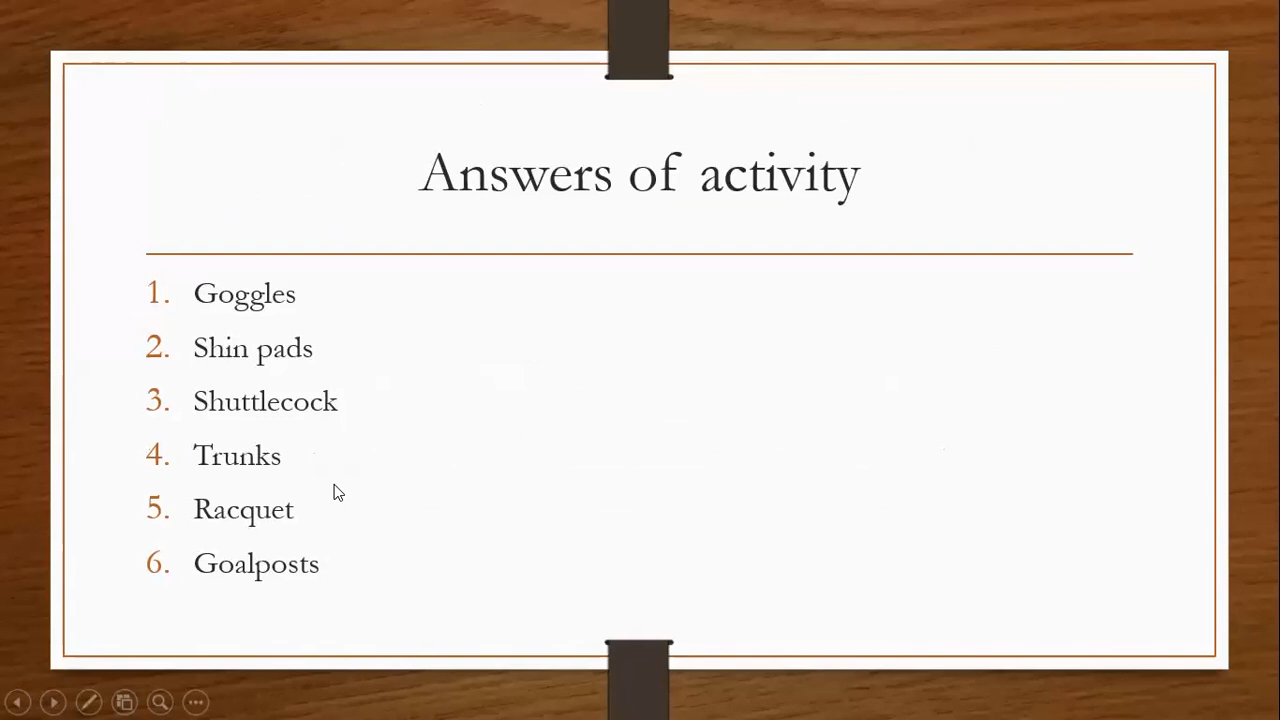 Answers of activity
1. Goggles
2. Shin pads
3. Shuttlecock
4. Trunks
5. Racquet
6. Goalposts